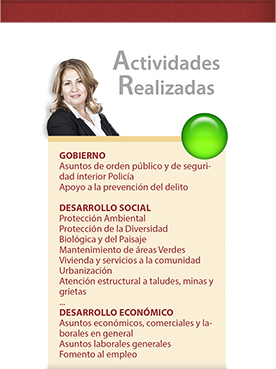 Actividades
Realizadas
GOBIERNO
Asuntos de orden público y de seguri-
dad interior Policía
Apoyo a la prevención del delito
DESARROLLO SOCIAL
Protección Ambiental
Protección de la Diversidad
Biológica y del Paisaje
Mantenimiento de áreas Verdes
Vivienda y servicios a la comunidad
Urbanización
Atención estructural a taludes, minas y
grietas
...
DESARROLLO ECONÓMICO
Asuntos económicos, comerciales y la-
borales en general
Asuntos laborales generales
Fomento al empleo